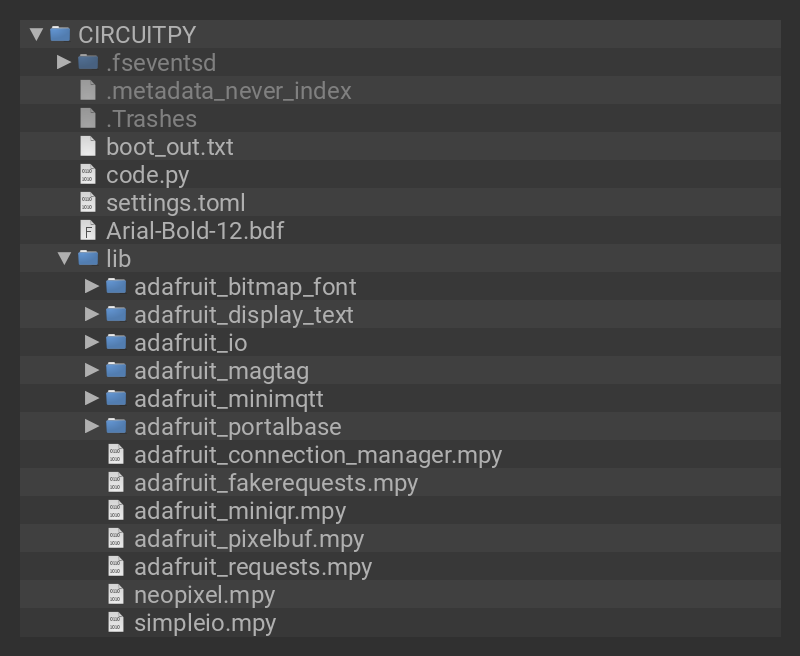 CIRCUITPY
.fseventsd
.metadata_never_index
.Trashes
boot_out.txt
code.py
settings.toml
Arial-Bold-12.bdf
lib
adafruit_bitmap_font
adafruit_display_text
adafruit_io
adafruit_magtag
adafruit_minimqtt
adafruit_portalbase
adafruit_connection_manager.mpy
adafruit_fakerequests.mpy
adafruit_miniqr.mpy
adafruit_pixelbuf.mpy
adafruit_requests.mpy
neopixel.mpy
simpleio.mpy